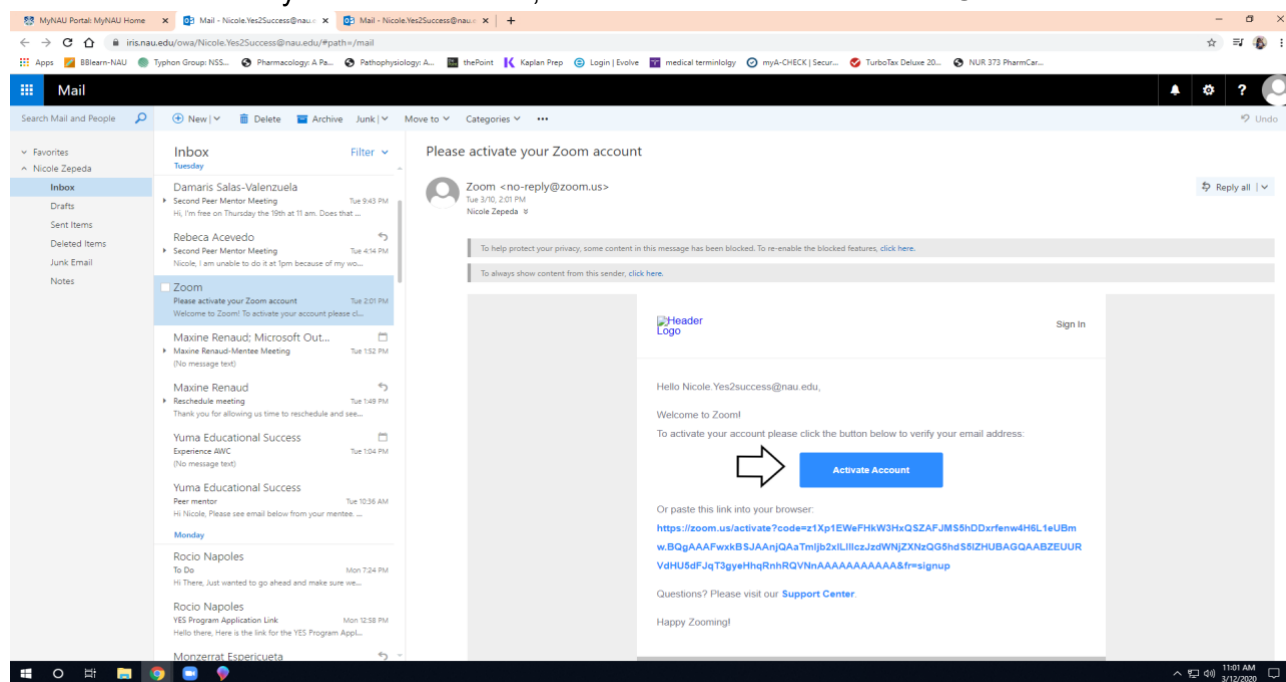 MyNAU Portal: MyNAU Home
Mail - Nicole.Yes2Success@nau.e
Mail - Nicole.Yes2Success@nau.e
iris.nau.edu/owa/Nicole.Yes2Success@nau.edu/#path=/mail
Apps BBlearn-NAU Typhon Group: NSS... Pharmacology: A Pa... Pathophysiology: A... thePoint Kaplan Prep Login | Evolve medical terminlolgy myA-CHECK | Secur... TurboTax Deluxe 20... NUR 373 PharmCar...
Mail
Search Mail and People
New Delete Archive Junk Move to Categories ••• Undo
Favorites
Nicole Zepeda
Inbox
Drafts
Sent Items
Deleted Items
Junk Email
Notes
Inbox Filter
Tuesday
Damaris Salas-Valenzuela
Second Peer Mentor Meeting Tue 9:43 PM
Hi, I'm free on Thursday the 19th at 11 am. Does that ...
Rebeca Acevedo
Second Peer Mentor Meeting Tue 4:14 PM
Nicole, I am unable to do it at 1pm because of my wo...
Zoom
Please activate your Zoom account Tue 2:01 PM
Welcome to Zoom! To activate your account please cl...
Maxine Renaud; Microsoft Out...
Maxine Renaud-Mentee Meeting Tue 1:52 PM
(No message text)
Maxine Renaud
Reschedule meeting Tue 1:49 PM
Thank you for allowing us time to reschedule and see...
Yuma Educational Success
Experience AWC Tue 1:04 PM
(No message text)
Yuma Educational Success
Peer mentor Tue 10:36 AM
Hi Nicole, Please see email below from your mentee. ...
Monday
Rocio Napoles
To Do Mon 7:24 PM
Hi There, Just wanted to go ahead and make sure we...
Rocio Napoles
YES Program Application Link Mon 12:58 PM
Hello there, Here is the link for the YES Program Appl...
Monzerrat Espericueta
Please activate your Zoom account
Zoom <no-reply@zoom.us>
Tue 3/10, 2:01 PM
Nicole Zepeda
Reply all
To help protect your privacy, some content in this message has been blocked. To re-enable the blocked features, click here.
To always show content from this sender, click here.
Header
Logo
Sign In
Hello Nicole.Yes2success@nau.edu,
Welcome to Zoom!
To activate your account please click the button below to verify your email address:
Activate Account
Or paste this link into your browser:
https://zoom.us/activate?code=z1Xp1EWeFHkW3HxQSZAFJMS5hDDxrfenw4H6L1eUBm
w.BQgAAAFwxkBSJAAnjQAaTmljb2xlLlllczJzdWNjZXNzQG5hdS5lZHUBAGQAABZEUUR
VdHU5dFJqT3gyeHhqRnhRQVNnAAAAAAAAAAA&fr=signup
Questions? Please visit our Support Center.
Happy Zooming!
11:01 AM
3/12/2020